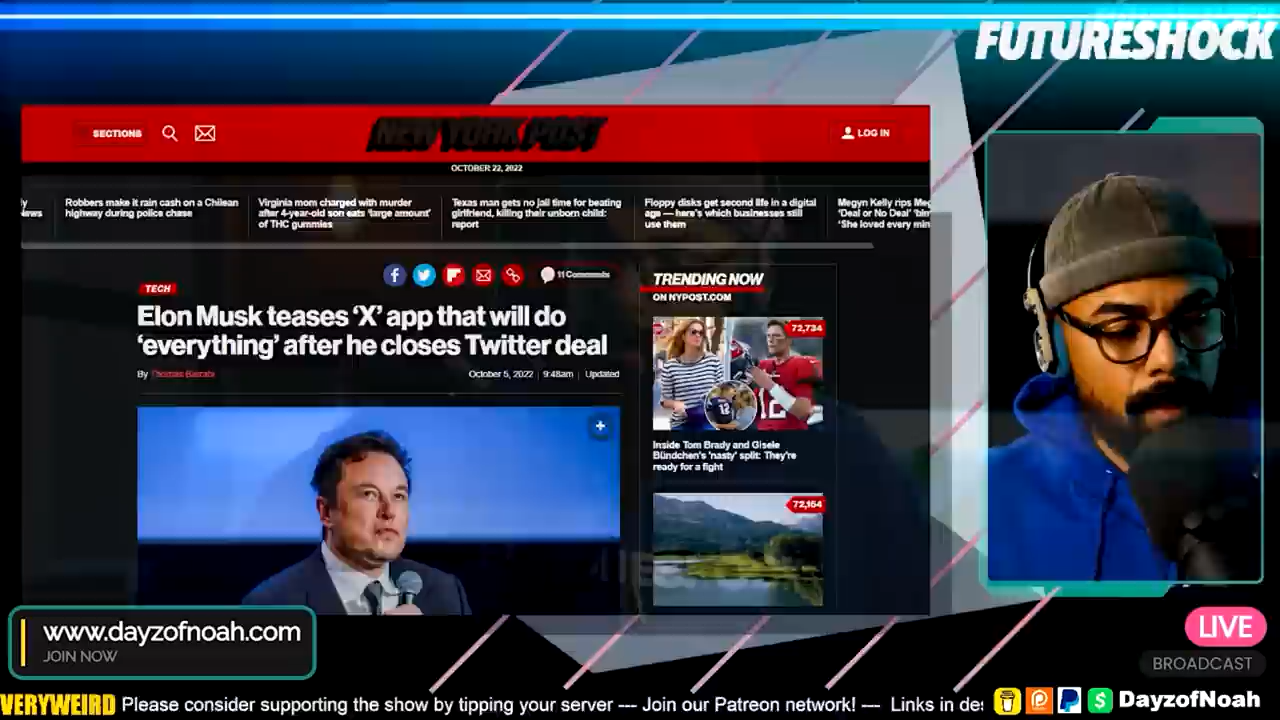 FUTURESHOCK
SECTIONS
NEW YORK POST
LOG IN
OCTOBER 22, 2022
Robbers make it rain cash on a Chilean
highway during police chase
Virginia mom charged with murder
after 4-year-old son eats 'large amount'
of THC gummies
Texas man gets no jail time for beating
girlfriend, killing their unborn child:
report
Floppy disks get second life in a digital
age — here's which businesses still
use them
Megyn Kelly rips Meg
'Deal or No Deal'
'She loved every min
11 Comments
TECH
Elon Musk teases 'X' app that will do
'everything' after he closes Twitter deal
By Thomas Barrabi
October 5, 2022 | 9:48am | Updated
TRENDING NOW
ON NYPOST.COM
72,734
12
12
Inside Tom Brady and Gisele
Bündchen's 'nasty' split: They're
ready for a fight
72,164
www.dayzofnoah.com
JOIN NOW
LIVE
BROADCAST
VERYWEIRD Please consider supporting the show by tipping your server --- Join our Patreon network! --- Links in des
DayzofNoah